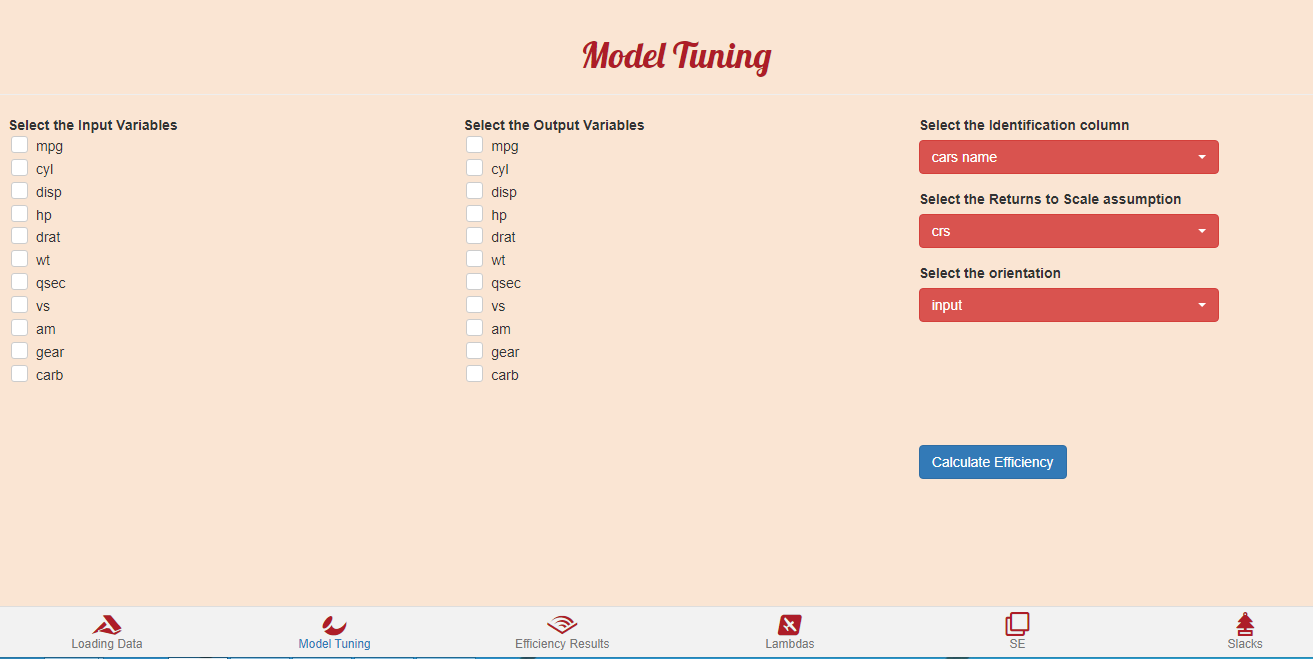 Model Tuning
Select the Input Variables
mpg
cyl
disp
hp
drat
wt
qsec
vs
am
gear
carb
Select the Output Variables
mpg
cyl
disp
hp
drat
wt
qsec
vs
am
gear
carb
Select the Identification column
cars name
Select the Returns to Scale assumption
crs
Select the orientation
input
Calculate Efficiency
Loading Data
Model Tuning
Efficiency Results
Lambdas
SE
Slacks